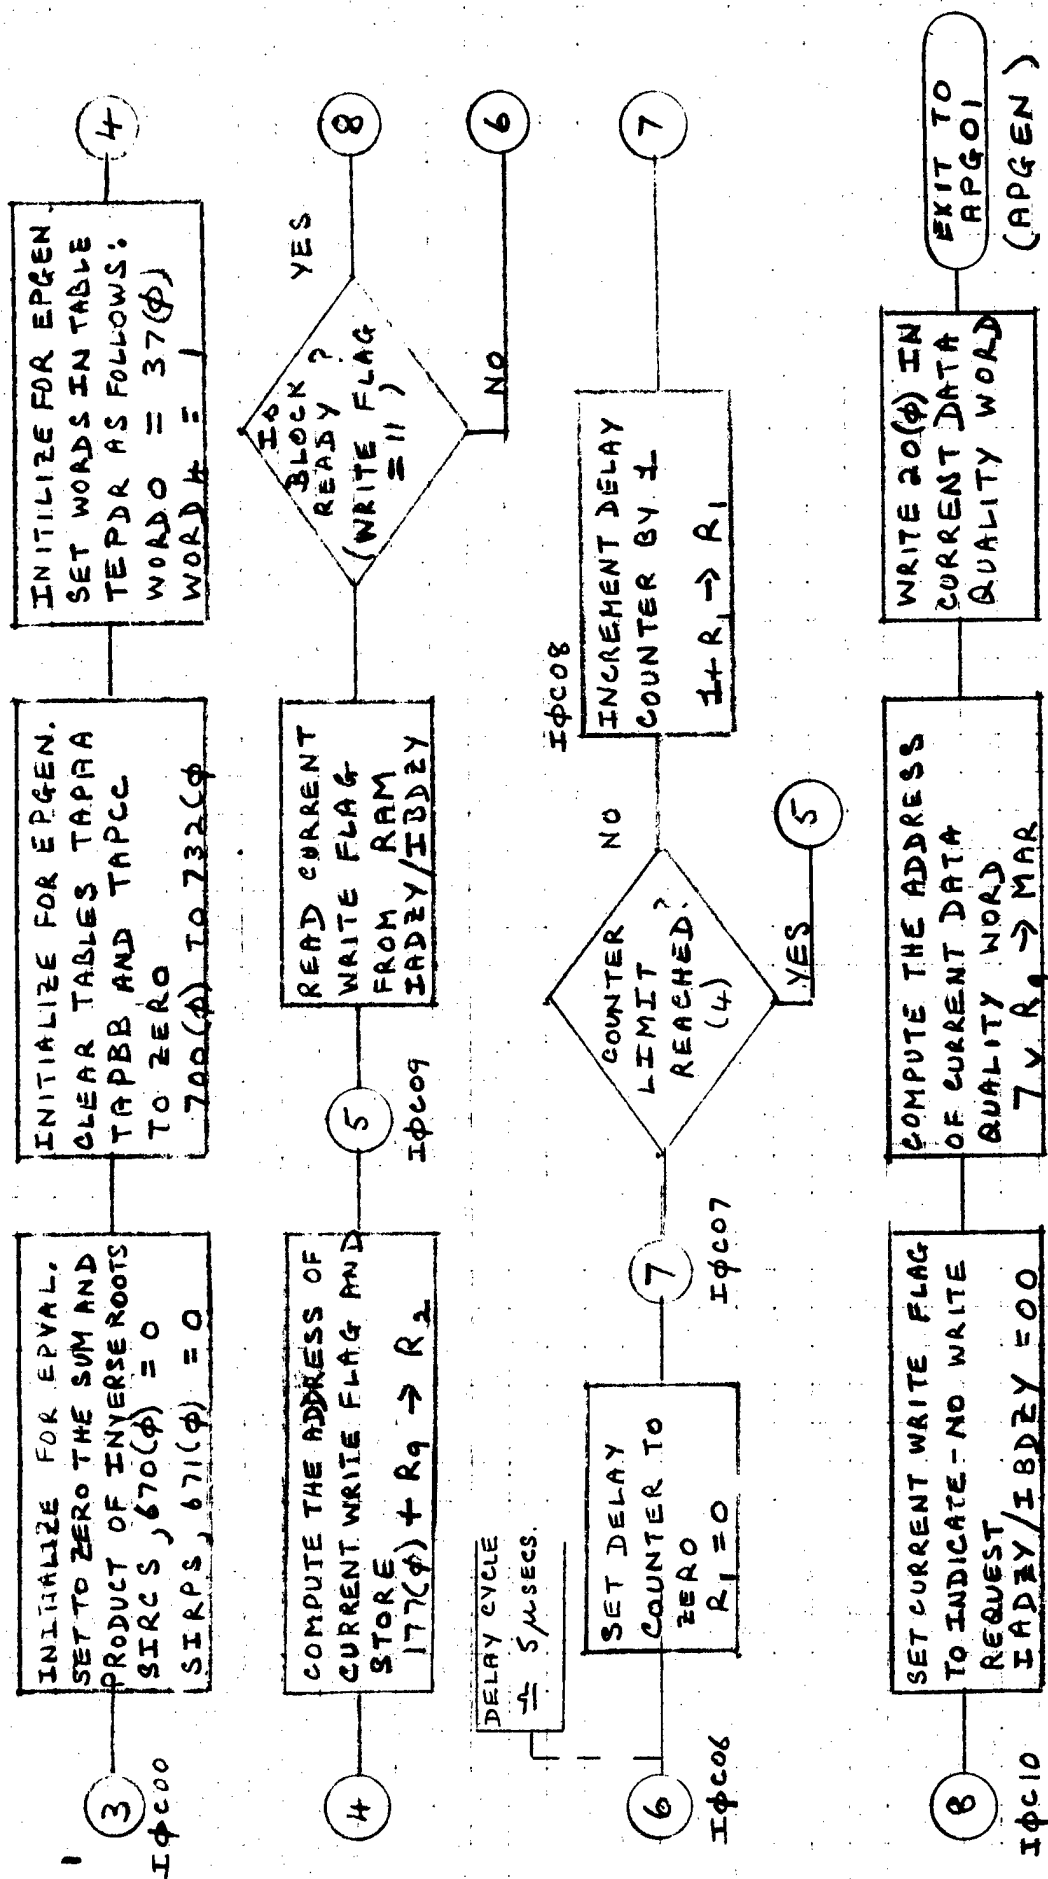 3
IΦC00
INITIALIZE FOR EPVAL.
SET TO ZERO THE SUM AND
PRODUCT OF INVERSE ROOTS
SIRCS, 670(Φ) = 0
SIRPS, 671(Φ) = 0
INITIALIZE FOR EPGEN.
CLEAR TABLES TAPAA
TAPBB AND TAPCC
TO ZERO
700(Φ) TO 732(Φ
INITILIZE FOR EPGEN.
SET WORDS IN TABLE
TEPDR AS FOLLOWS:
WORD 0 = 37(Φ)
WORD 4 = 1
4
4
COMPUTE THE ADDRESS OF
CURRENT WRITE FLAG AND
STORE
177(Φ) + R9 → R2
5
IΦC09
READ CURRENT
WRITE FLAG
FROM RAM
IADZY/IBDZY
IS
BLOCK
READY ?
(WRITE FLAG
= 11)
YES
8
NO
6
DELAY CYCLE
≏ 5 μSECS.
6
IΦC06
SET DELAY
COUNTER TO
ZERO
R1 = 0
7
IΦC07
COUNTER
LIMIT
REACHED?
(4)
YES
5
NO
IΦC08
INCREMENT DELAY
COUNTER BY 1
1+ R1 → R1
7
8
IΦC10
SET CURRENT WRITE FLAG
TO INDICATE - NO WRITE
REQUEST
IADZY/IBDZY = 00
COMPUTE THE ADDRESS
OF CURRENT DATA
QUALITY WORD
7 v R9 → MAR
WRITE 20(Φ) IN
CURRENT DATA
QUALITY WORD
EXIT TO
APG01
(APGEN)